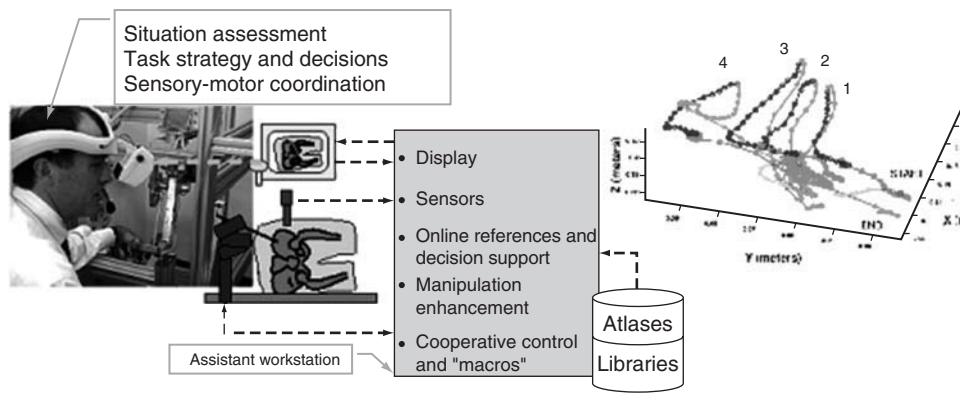 Situation assessment
Task strategy and decisions
Sensory-motor coordination
• Display
• Sensors
• Online references and
decision support
• Manipulation
enhancement
• Cooperative control
and "macros"
Assistant workstation
Atlases
Libraries
4
3
2
1
Z (meters)
Y (meters)
START
END
X